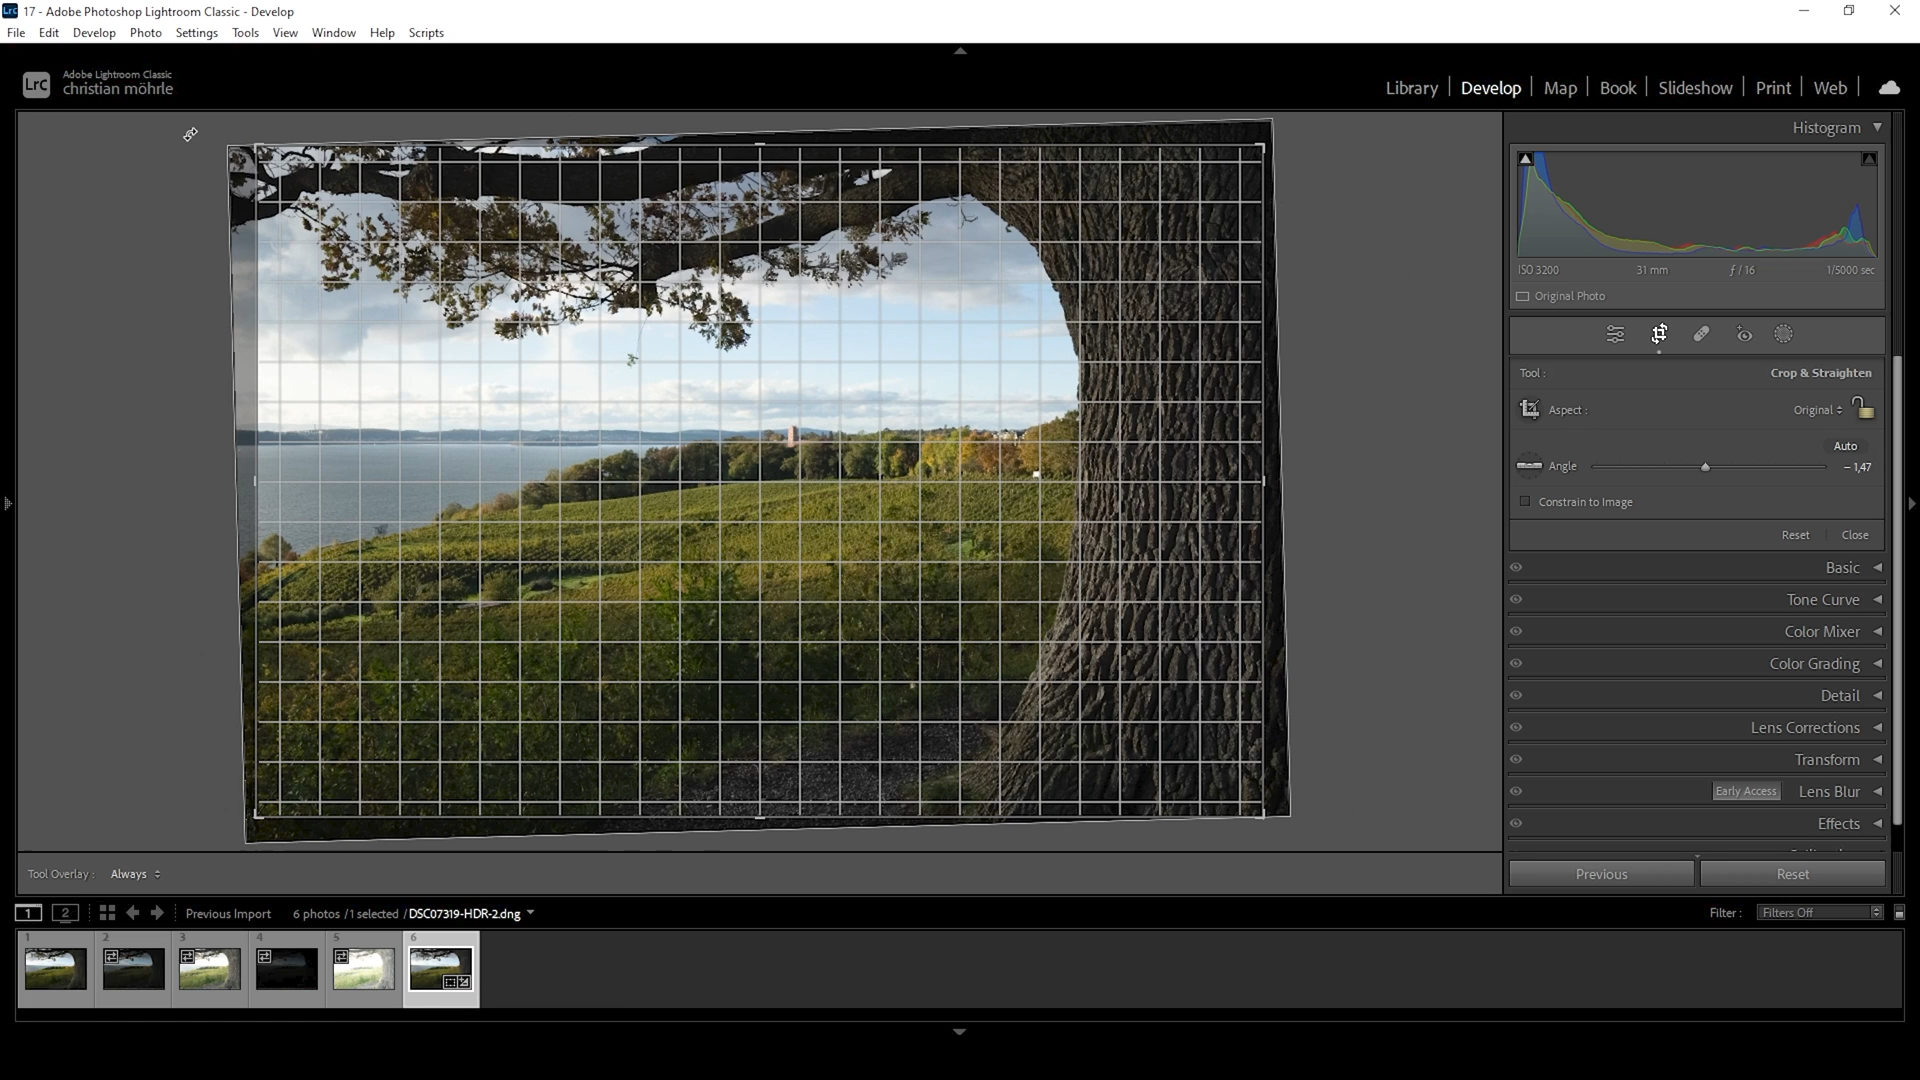 17 - Adobe Photoshop Lightroom Classic - Develop
File Edit Develop Photo Settings Tools View Window Help Scripts
LrC
Adobe Lightroom Classic
christian möhrle
Library Develop Map Book Slideshow Print Web
Histogram
ISO 3200 31 mm ƒ / 16 1/5000 sec
Original Photo
Tool : Crop & Straighten
Aspect : Original
Auto
Angle – 1,47
Constrain to Image
Reset Close
Basic
Tone Curve
Color Mixer
Color Grading
Detail
Lens Corrections
Transform
Early Access Lens Blur
Effects
Tool Overlay : Always
Previous Reset
1 2 Previous Import 6 photos / 1 selected / DSC07319-HDR-2.dng
Filter : Filters Off
1 2 3 4 5 6